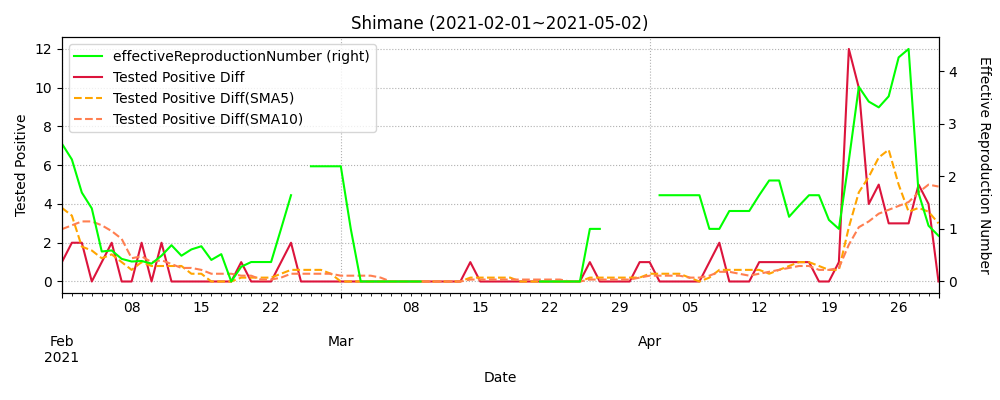 Shimane (2021-02-01~2021-05-02)
effectiveReproductionNumber (right)
Tested Positive Diff
Tested Positive Diff(SMA5)
Tested Positive Diff(SMA10)
Tested Positive
12
10
8
6
4
2
0
Effective Reproduction Number
4
3
2
1
0
08 15 22 08 15 22 29 05 12 19 26
Feb Mar Apr
2021
Date